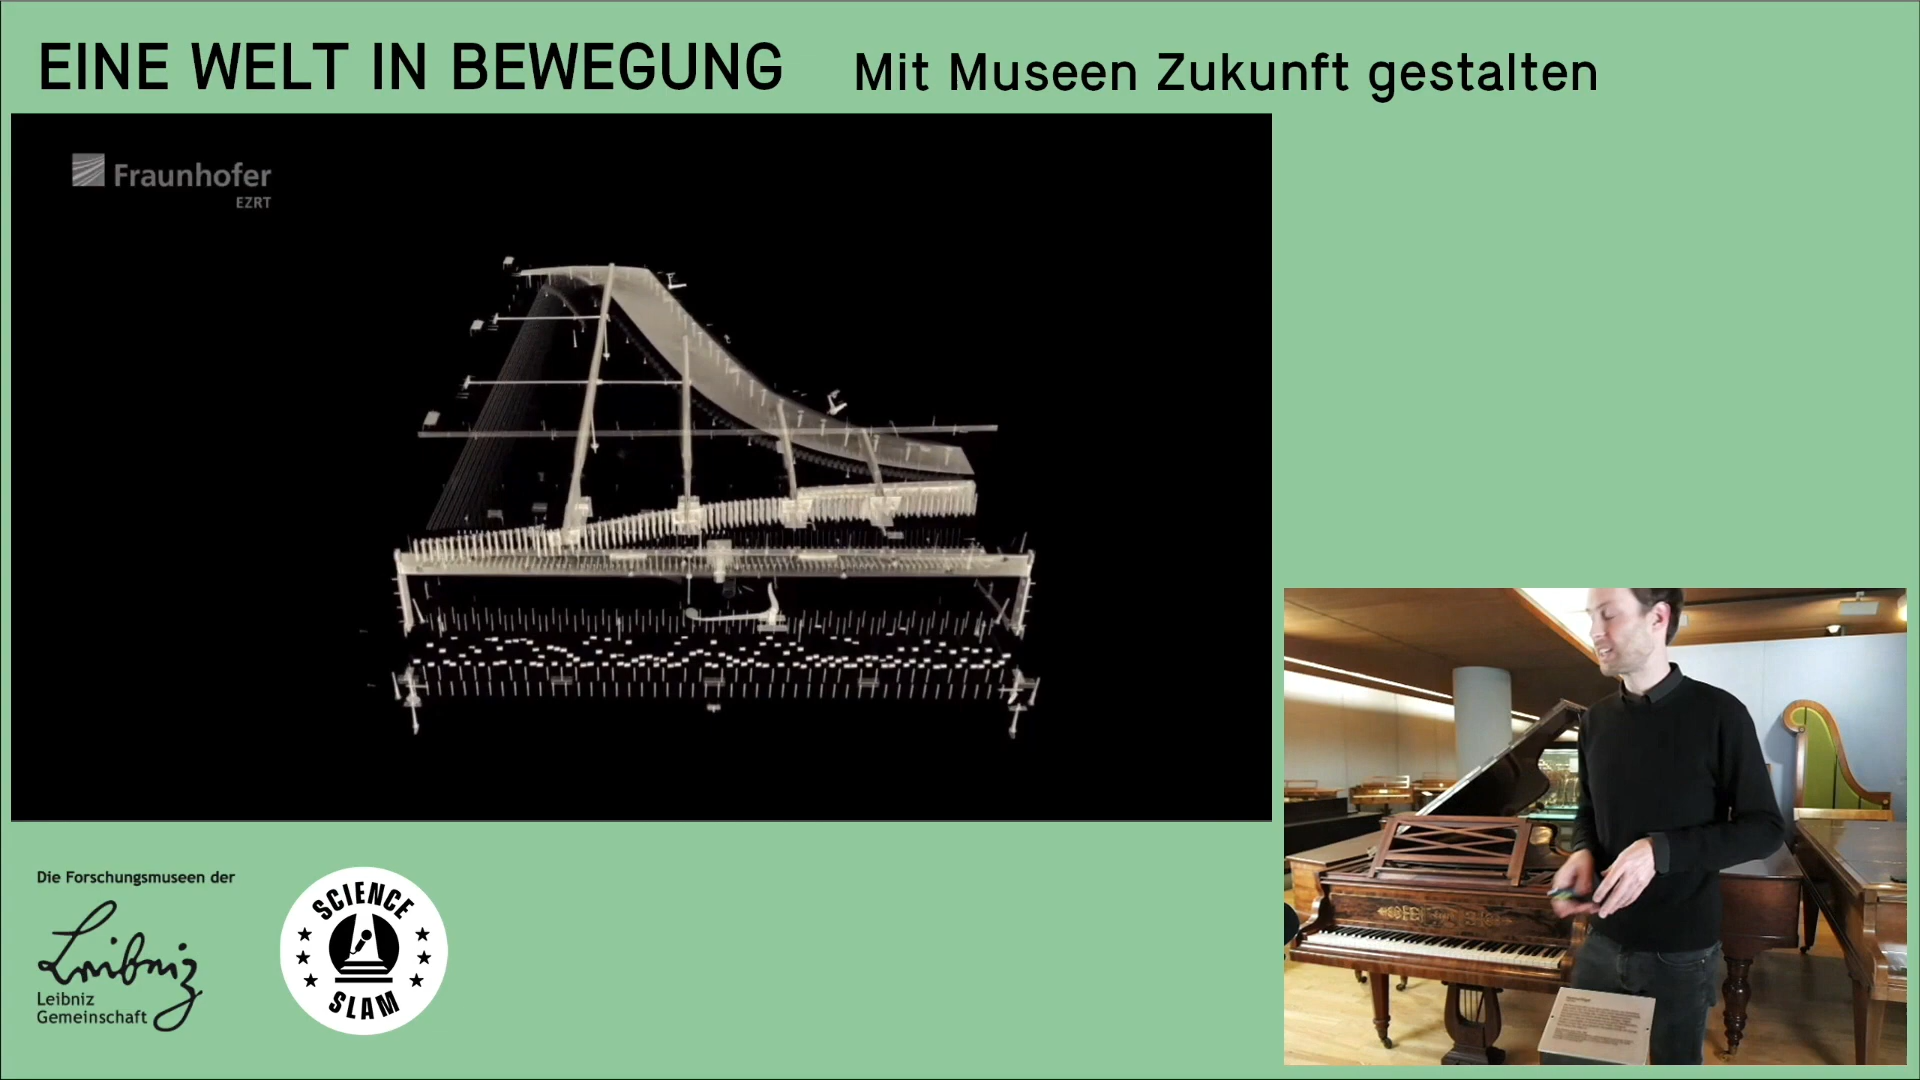 EINE WELT IN BEWEGUNG Mit Museen Zukunft gestalten
Fraunhofer
EZRT
Die Forschungsmuseen der
Leibniz
Leibniz
Gemeinschaft
SCIENCE
SLAM